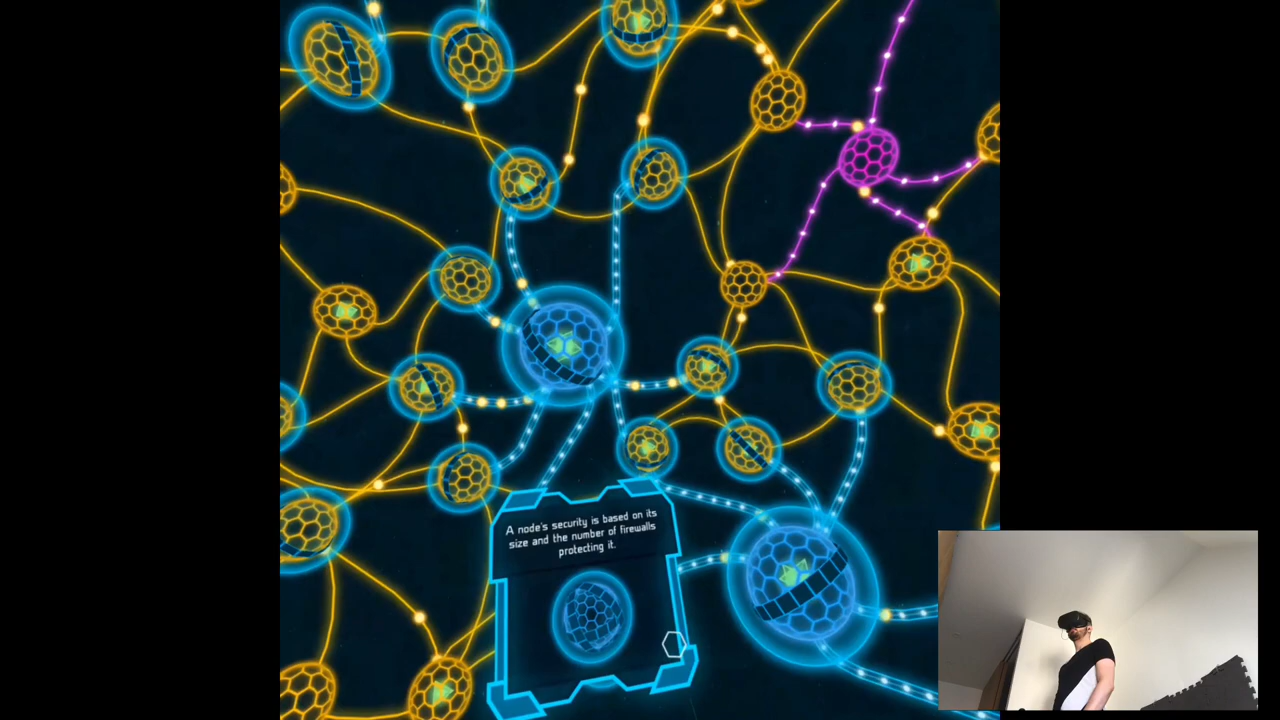 A node's security is based on its
size and the number of firewalls
protecting it.